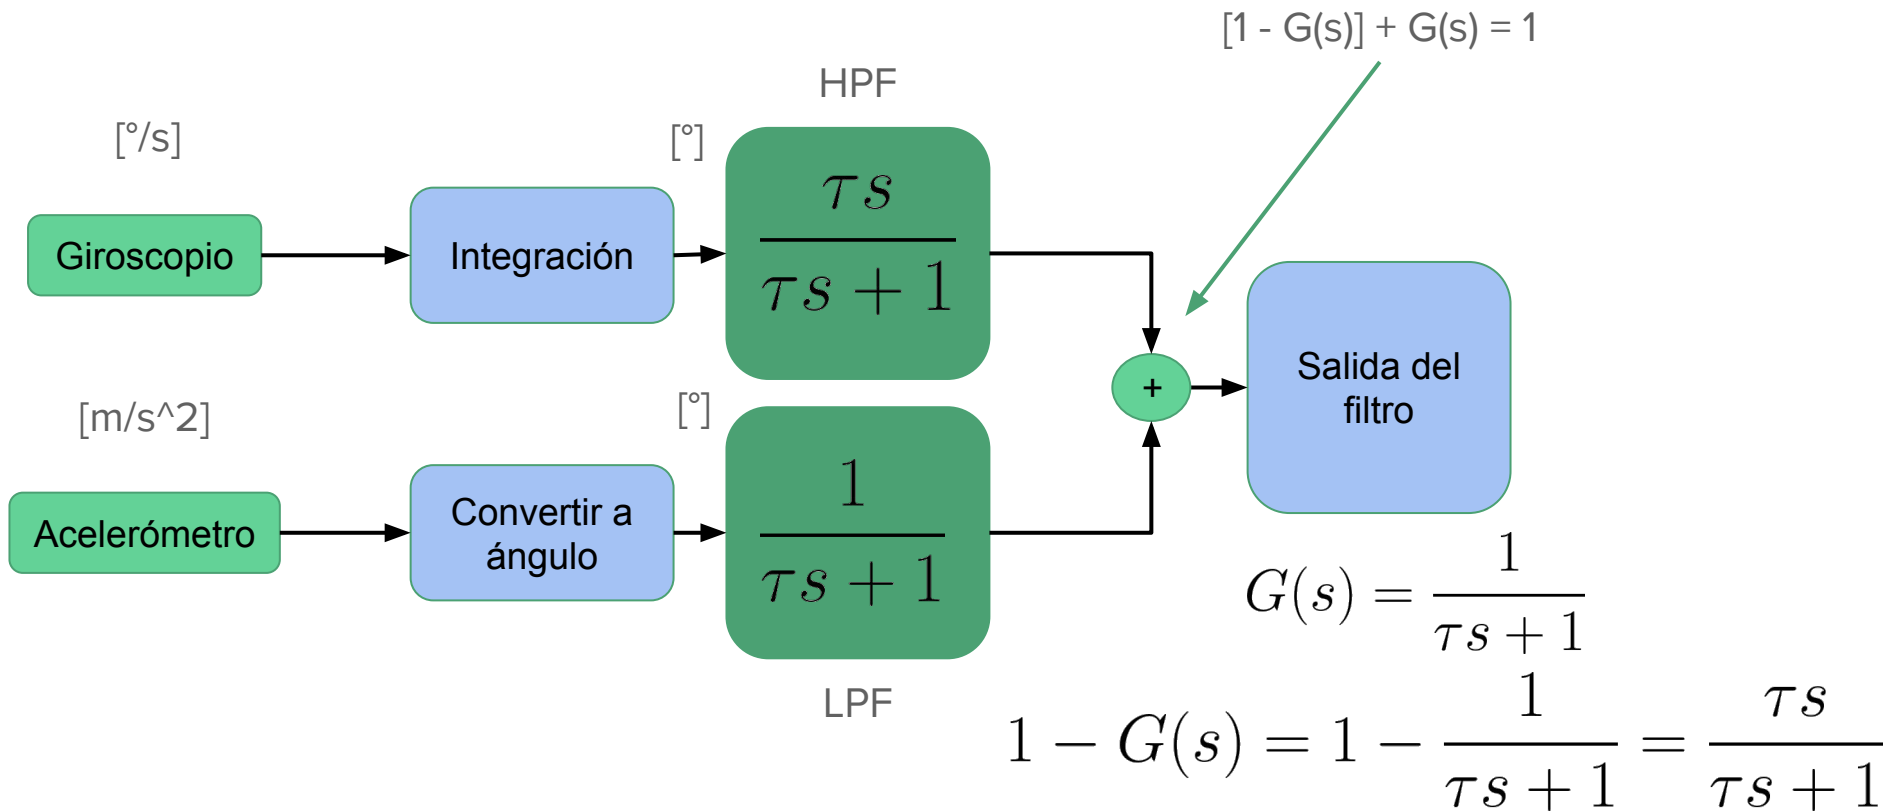 [1 - G(s)] + G(s) = 1
HPF
[°/s]
[°]
τs
τs + 1
Giroscopio
Integración
Salida del
filtro
+
[m/s^2]
[°]
1
τs + 1
Acelerómetro
Convertir a
ángulo
LPF
G(s) = 1
τs + 1
1 − G(s) = 1 − 1 = τs
τs + 1 τs + 1